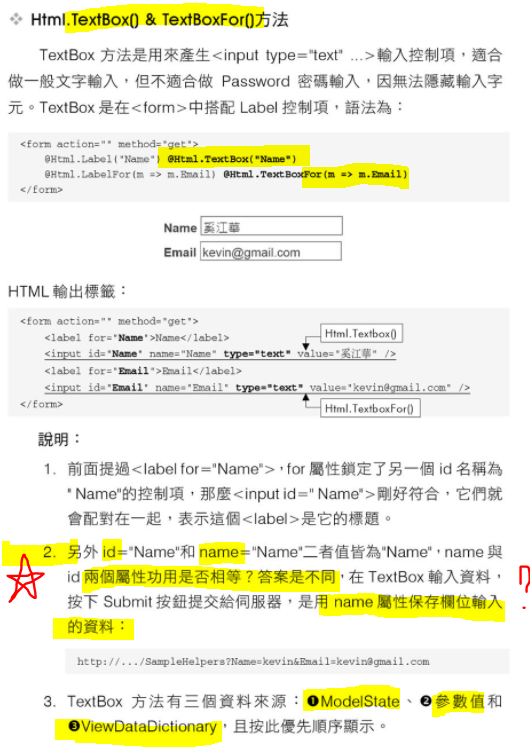 ❖ Html.TextBox() & TextBoxFor()方法
TextBox 方法是用來產生<input type="text" ...>輸入控制項，適合
做一般文字輸入，但不適合做 Password 密碼輸入，因無法隱藏輸入字
元。TextBox 是在<form>中搭配 Label 控制項，語法為：
<form action="" method="get">
@Html.Label("Name") @Html.TextBox("Name")
@Html.LabelFor(m => m.Email) @Html.TextBoxFor(m => m.Email)
</form>
Name 奚江華
Email kevin@gmail.com
HTML 輸出標籤：
<form action="" method="get">
<label for="Name">Name</label>
Html.Textbox()
<input id="Name" name="Name" type="text" value="奚江華" />
<label for="Email">Email</label>
<input id="Email" name="Email" type="text" value="kevin@gmail.com" />
</form>
Html.TextboxFor()
說明：
1. 前面提過<label for="Name">，for 屬性鎖定了另一個 id 名稱為
" Name"的控制項，那麼<input id=" Name">剛好符合，它們就
會配對在一起，表示這個<label>是它的標題。
2. 另外 id="Name"和 name="Name"二者值皆為"Name"，name 與
id 兩個屬性功用是否相等？答案是不同，在 TextBox 輸入資料，
按下 Submit 按鈕提交給伺服器，是用 name 屬性保存欄位輸入
的資料：
http://.../SampleHelpers?Name=kevin&Email=kevin@gmail.com
3. TextBox 方法有三個資料來源：❶ModelState、❷參數值和
❸ViewDataDictionary，且按此優先順序顯示。